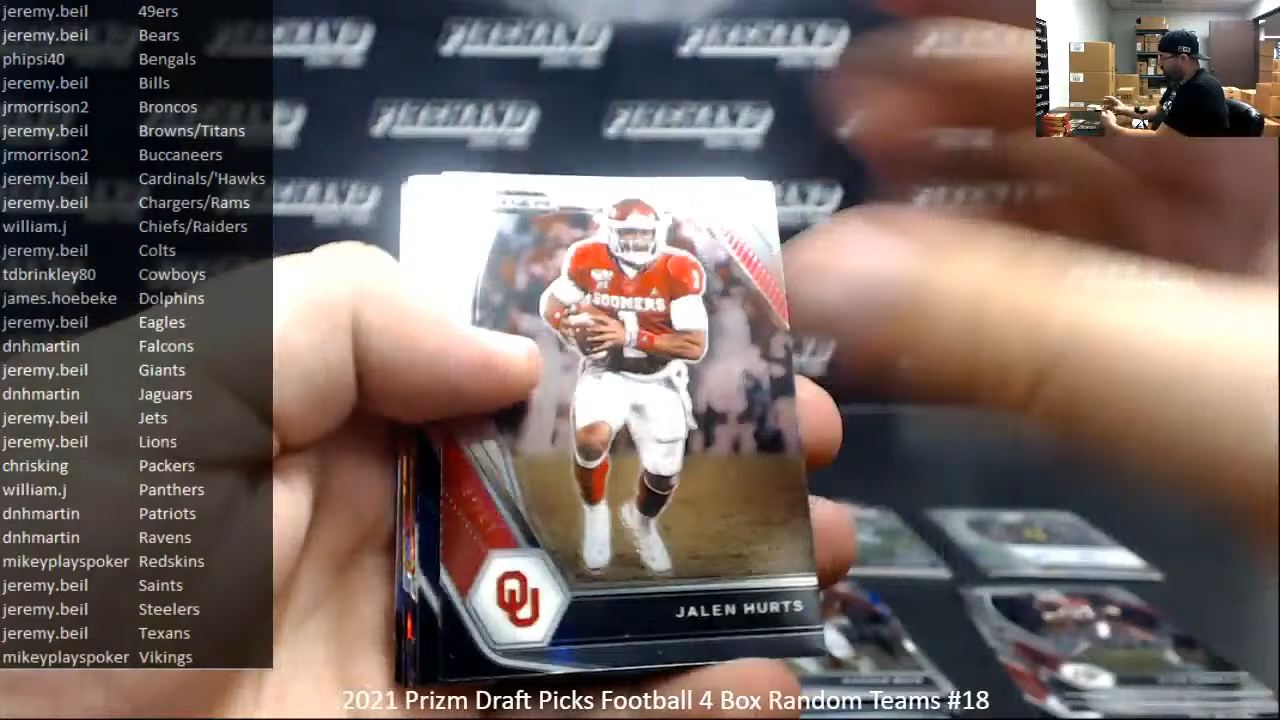 jeremy.beil 49ers
jeremy.beil Bears
phipsi40 Bengals
jeremy.beil Bills
jrmorrison2 Broncos
jeremy.beil Browns/Titans
jrmorrison2 Buccaneers
jeremy.beil Cardinals/'Hawks
jeremy.beil Chargers/Rams
william.j Chiefs/Raiders
jeremy.beil Colts
tdbrinkley80 Cowboys
james.hoebeke Dolphins
jeremy.beil Eagles
dnhmartin Falcons
jeremy.beil Giants
dnhmartin Jaguars
jeremy.beil Jets
jeremy.beil Lions
chrisking Packers
william.j Panthers
dnhmartin Patriots
dnhmartin Ravens
mikeyplayspoker Redskins
jeremy.beil Saints
jeremy.beil Steelers
jeremy.beil Texans
mikeyplayspoker Vikings
SOONERS
1
OU
JALEN HURTS
2021 Prizm Draft Picks Football 4 Box Random Teams #18